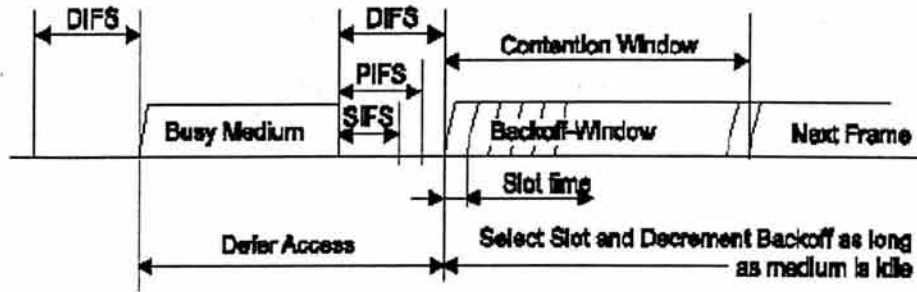 DIFS
DIFS
Contention Window
PIFS
SIFS
Busy Medium
Backoff-Window
Next Frame
Slot time
Defer Access
Select Slot and Decrement Backoff as long
as medium is idle